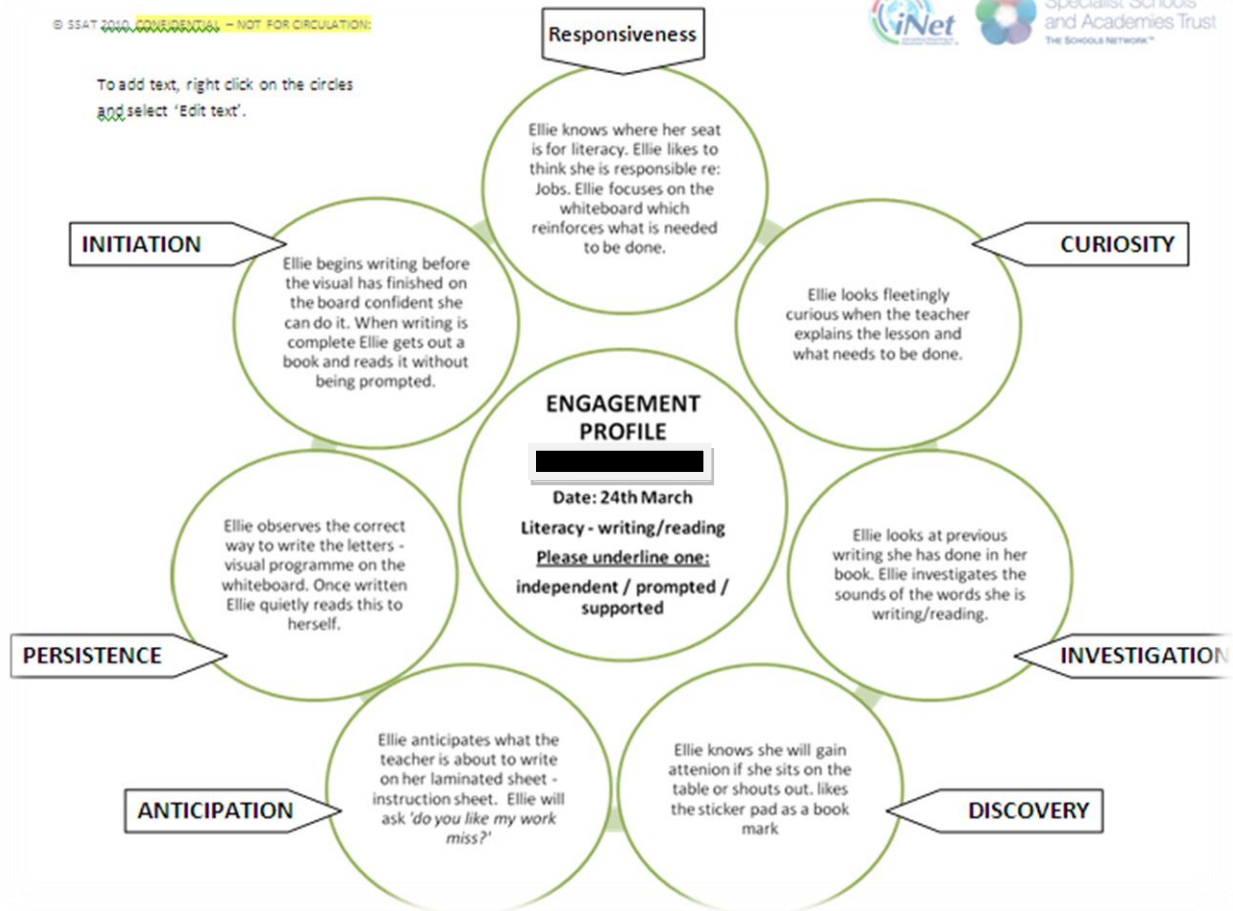 © SSAT 2010. CONFIDENTIAL – NOT FOR CIRCULATION:
iNet
Specialist Schools
and Academies Trust
THE SCHOOLS NETWORK™
To add text, right click on the circles
and select ‘Edit text’.
Responsiveness
Ellie knows where her seat
is for literacy. Ellie likes to
think she is responsible re:
Jobs. Ellie focuses on the
whiteboard which
reinforces what is needed
to be done.
CURIOSITY
Ellie looks fleetingly
curious when the teacher
explains the lesson and
what needs to be done.
INVESTIGATION
Ellie looks at previous
writing she has done in her
book. Ellie investigates the
sounds of the words she is
writing/reading.
DISCOVERY
Ellie knows she will gain
attenion if she sits on the
table or shouts out. likes
the sticker pad as a book
mark
ANTICIPATION
Ellie anticipates what the
teacher is about to write
on her laminated sheet -
instruction sheet. Ellie will
ask 'do you like my work
miss?'
PERSISTENCE
Ellie observes the correct
way to write the letters -
visual programme on the
whiteboard. Once written
Ellie quietly reads this to
herself.
INITIATION
Ellie begins writing before
the visual has finished on
the board confident she
can do it. When writing is
complete Ellie gets out a
book and reads it without
being prompted.
ENGAGEMENT
PROFILE
Date: 24th March
Literacy - writing/reading
Please underline one:
independent / prompted /
supported